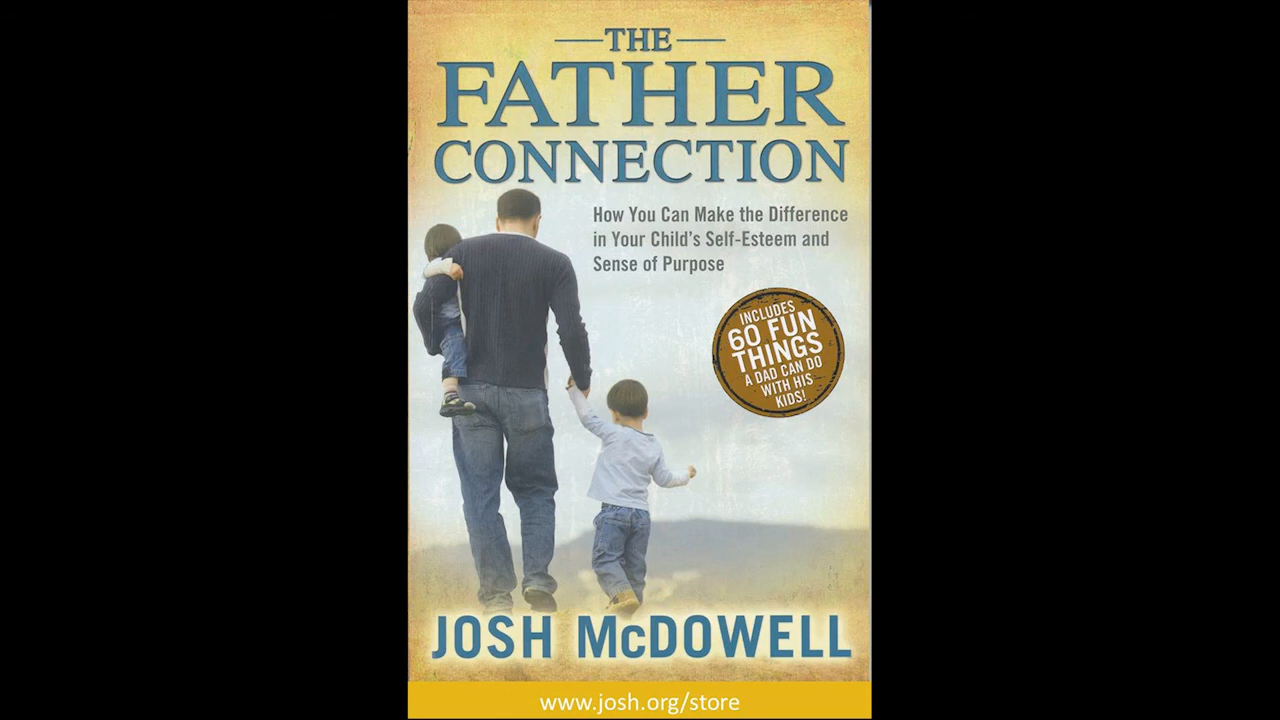 THE
FATHER
CONNECTION
How You Can Make the Difference
in Your Child's Self-Esteem and
Sense of Purpose
INCLUDES
60 FUN
THINGS
A DAD CAN DO
WITH HIS
KIDS!
JOSH McDOWELL
www.josh.org/store